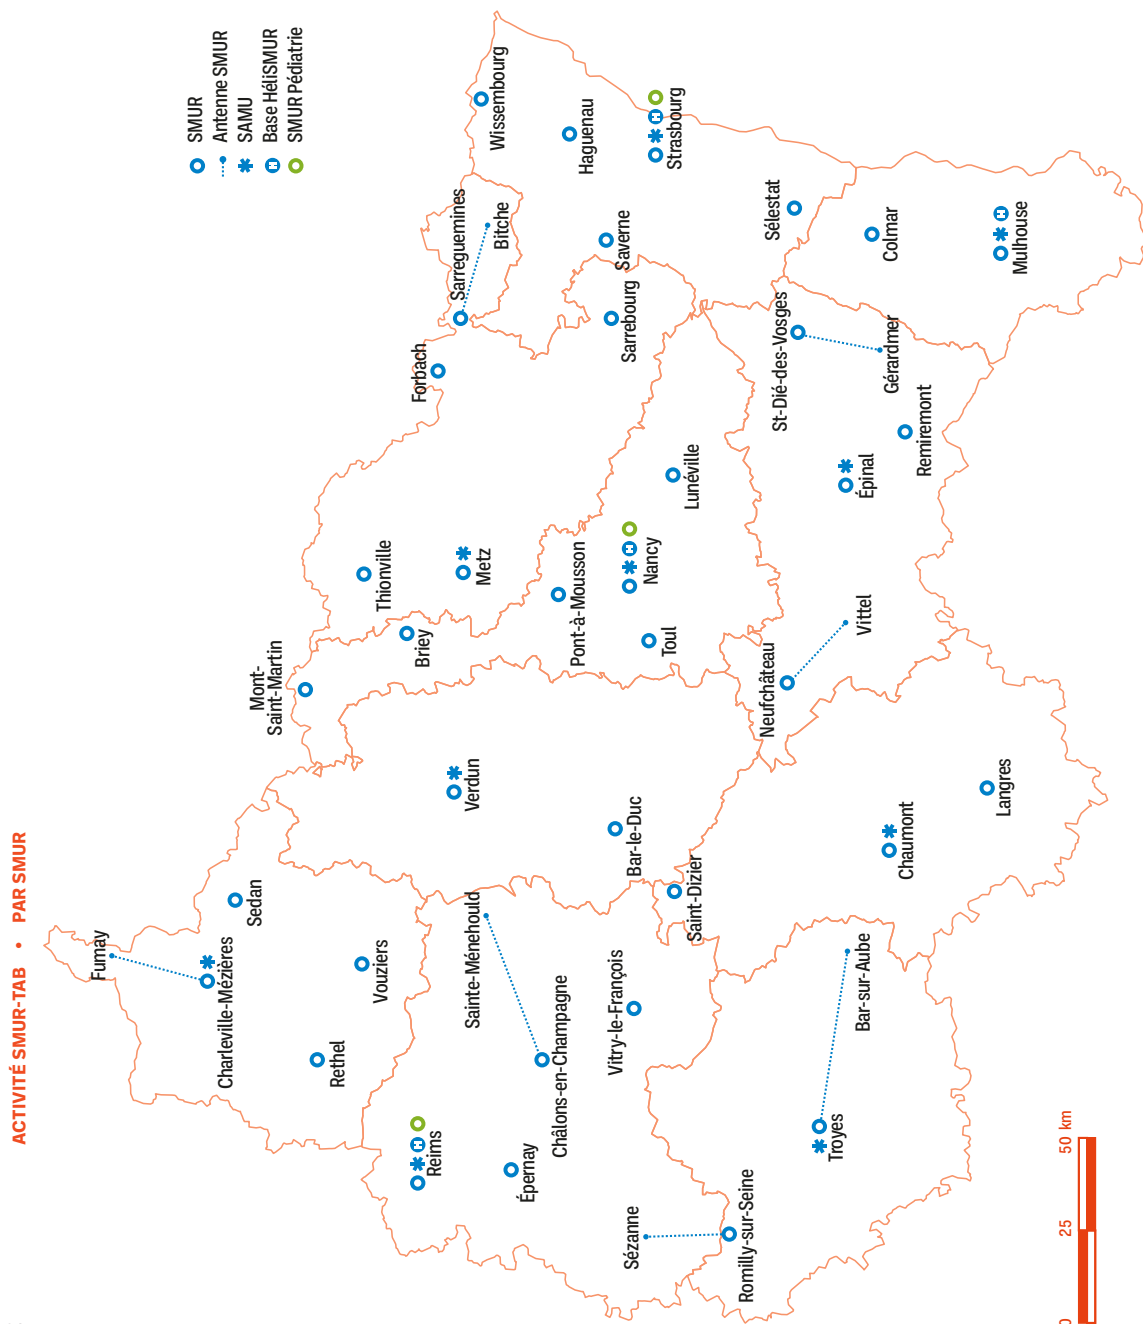 ACTIVITÉ SMUR-TAB • PAR SMUR
SMUR
Antenne SMUR
SAMU
Base HéliSMUR
SMUR Pédiatrie
Fumay
Charleville-Mézières
Sedan
Rethel
Vouziers
Mont-
Saint-Martin
Briey
Thionville
Metz
Forbach
Sarreguemines
Bitche
Wissembourg
Haguenau
Strasbourg
Saverne
Sarrebourg
Sélestat
Colmar
Mulhouse
Reims
Épernay
Châlons-en-Champagne
Sainte-Ménehould
Vitry-le-François
Sézanne
Romilly-sur-Seine
Troyes
Bar-sur-Aube
Verdun
Bar-le-Duc
Saint-Dizier
Chaumont
Langres
Pont-à-Mousson
Nancy
Toul
Lunéville
Neufchâteau
Vittel
Épinal
Remiremont
St-Dié-des-Vosges
Gérardmer
0 25 50 km